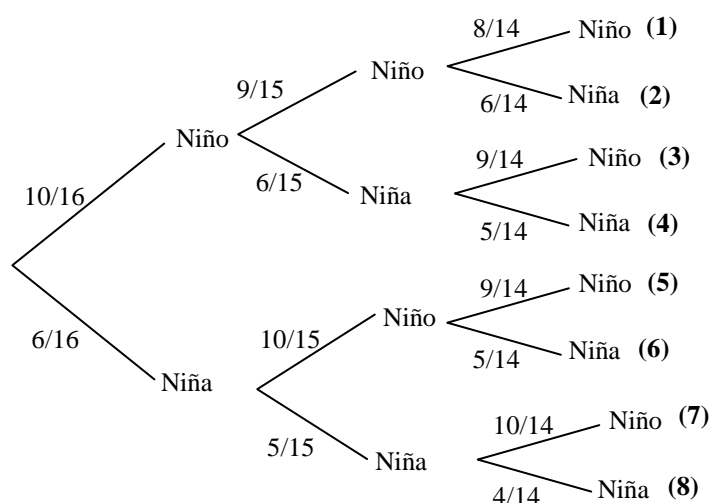 8/14
Niño (1)
9/15
Niño
6/14
Niña (2)
Niño
10/16
6/15
Niña
9/14
Niño (3)
5/14
Niña (4)
6/16
Niña
10/15
Niño
9/14
Niño (5)
5/14
Niña (6)
5/15
Niña
10/14
Niño (7)
4/14
Niña (8)